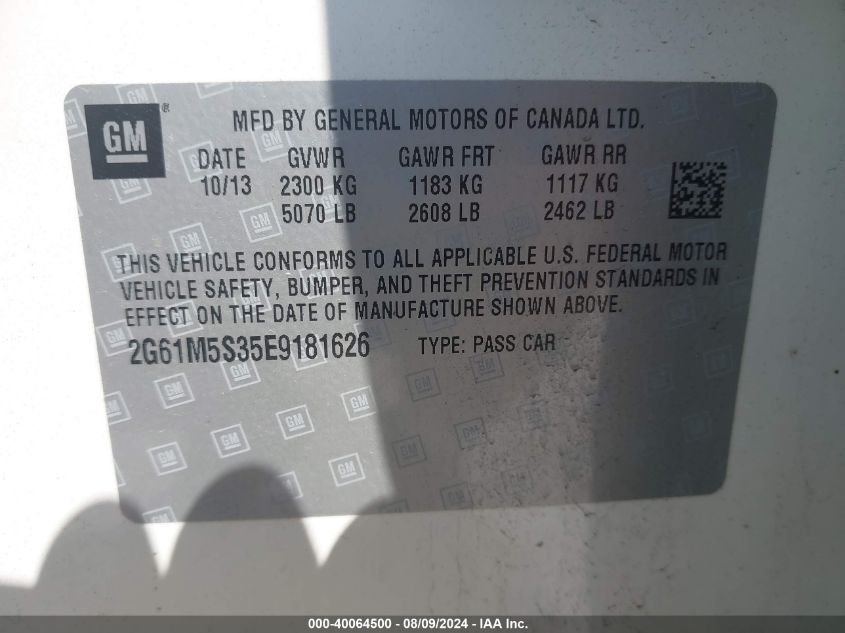 GM®
MFD BY GENERAL MOTORS OF CANADA LTD.
DATE GVWR GAWR FRT GAWR RR
10/13 2300 KG 1183 KG 1117 KG
5070 LB 2608 LB 2462 LB
THIS VEHICLE CONFORMS TO ALL APPLICABLE U.S. FEDERAL MOTOR
VEHICLE SAFETY, BUMPER, AND THEFT PREVENTION STANDARDS IN
EFFECT ON THE DATE OF MANUFACTURE SHOWN ABOVE.
2G61M5S35E9181626 TYPE: PASS CAR
000-40064500 - 08/09/2024 - IAA Inc.